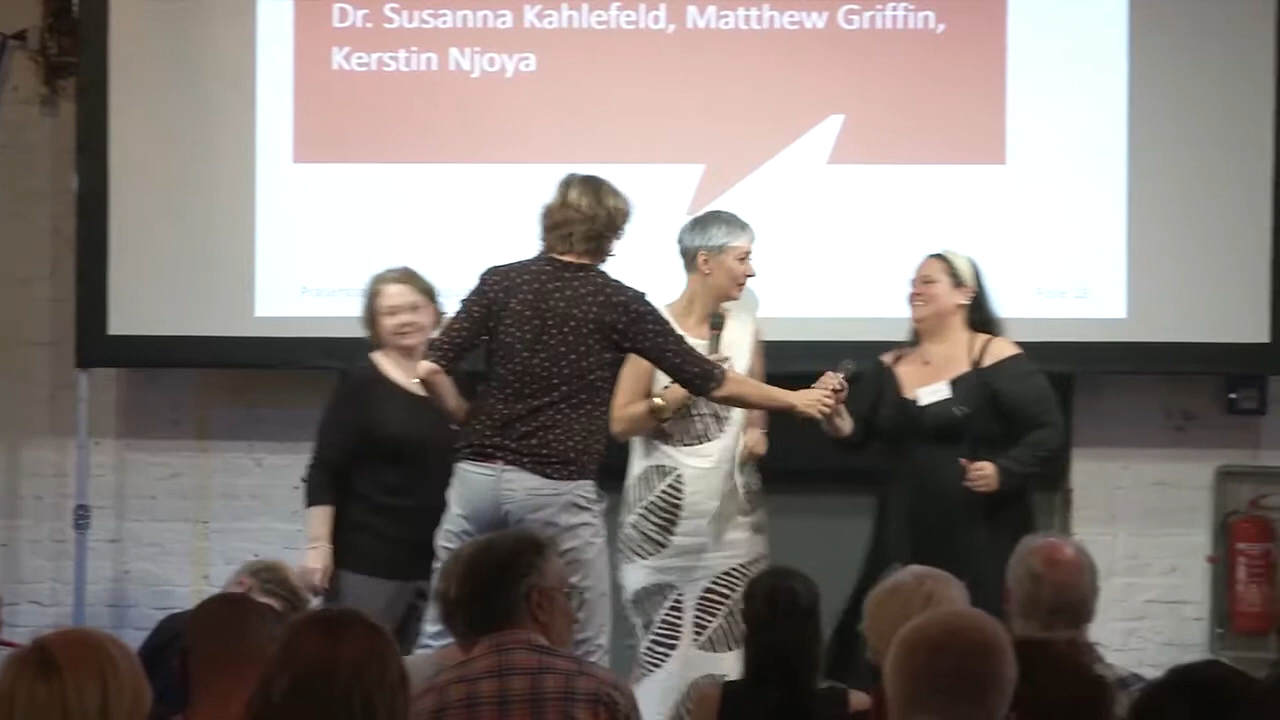 Dr. Susanna Kahlefeld, Matthew Griffin,
Kerstin Njoya